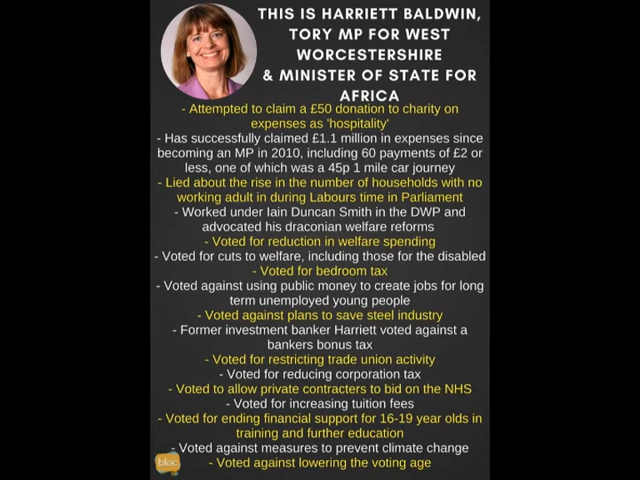 THIS IS HARRIETT BALDWIN,
TORY MP FOR WEST
WORCESTERSHIRE
& MINISTER OF STATE FOR
AFRICA
- Attempted to claim a £50 donation to charity on
expenses as 'hospitality'
- Has successfully claimed £1.1 million in expenses since
becoming an MP in 2010, including 60 payments of £2 or
less, one of which was a 45p 1 mile car journey
- Lied about the rise in the number of households with no
working adult in during Labours time in Parliament
- Worked under Iain Duncan Smith in the DWP and
advocated his draconian welfare reforms
- Voted for reduction in welfare spending
- Voted for cuts to welfare, including those for the disabled
- Voted for bedroom tax
- Voted against using public money to create jobs for long
term unemployed young people
- Voted against plans to save steel industry
- Former investment banker Harriett voted against a
bankers bonus tax
- Voted for restricting trade union activity
- Voted for reducing corporation tax
- Voted to allow private contractors to bid on the NHS
- Voted for increasing tuition fees
- Voted for ending financial support for 16-19 year olds in
training and further education
- Voted against measures to prevent climate change
- Voted against lowering the voting age